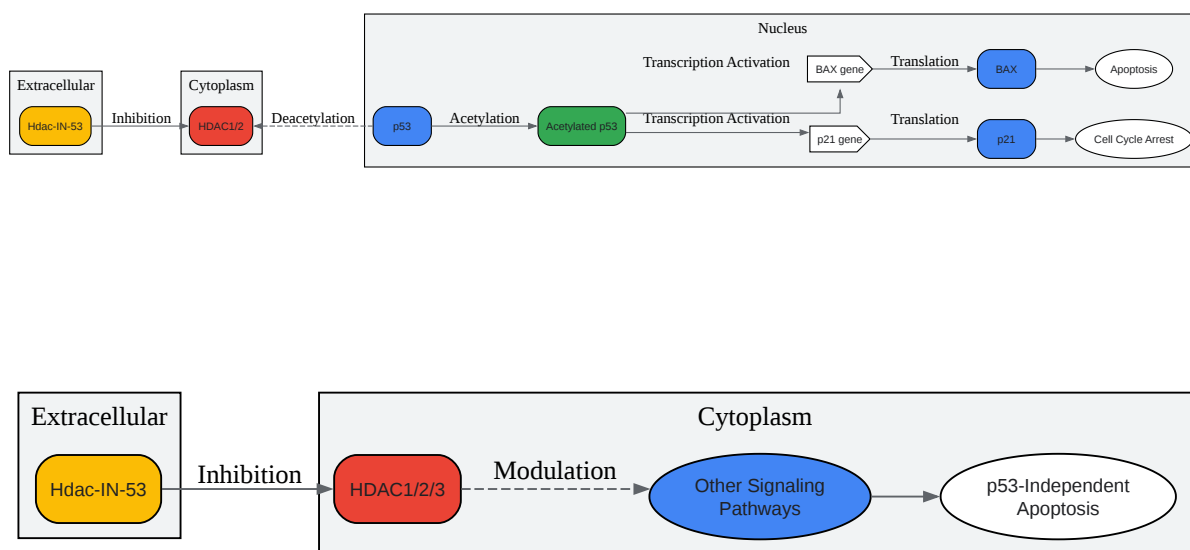 Nucleus
Extracellular
Cytoplasm
Transcription Activation
BAX gene
Translation
BAX
Apoptosis
Hdac-IN-53
Inhibition
HDAC1/2
Deacetylation
p53
Acetylation
Acetylated p53
Transcription Activation
p21 gene
Translation
p21
Cell Cycle Arrest
Extracellular
Cytoplasm
Hdac-IN-53
Inhibition
HDAC1/2/3
Modulation
Other Signaling
Pathways
p53-Independent
Apoptosis